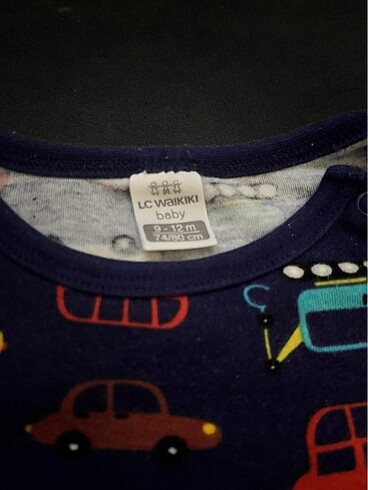 LC WAIKIKI
baby
9 - 12 m
74/80 cm